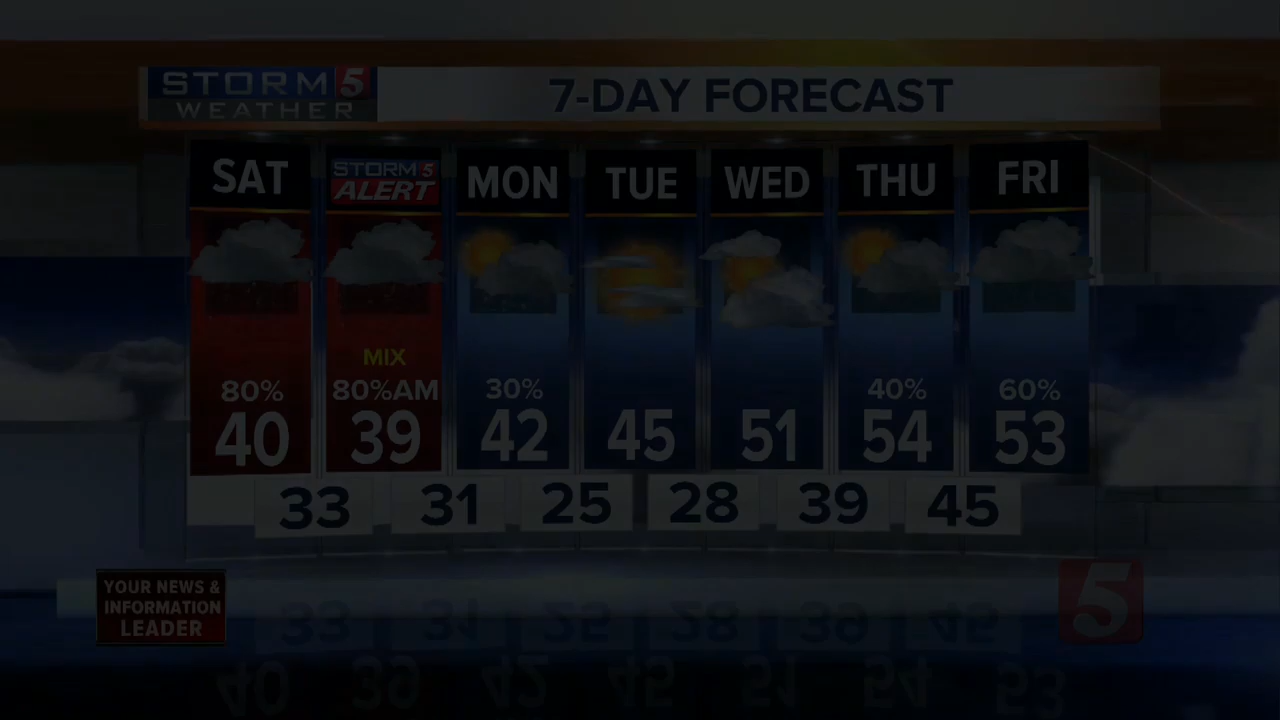 STORM 5
WEATHER
7-DAY FORECAST
SAT
STORM 5
ALERT
MON
TUE
WED
THU
FRI
MIX
80%
80%AM
30%
40%
60%
40
39
42
45
51
54
53
33
31
25
28
39
45
YOUR NEWS &
INFORMATION
LEADER
5